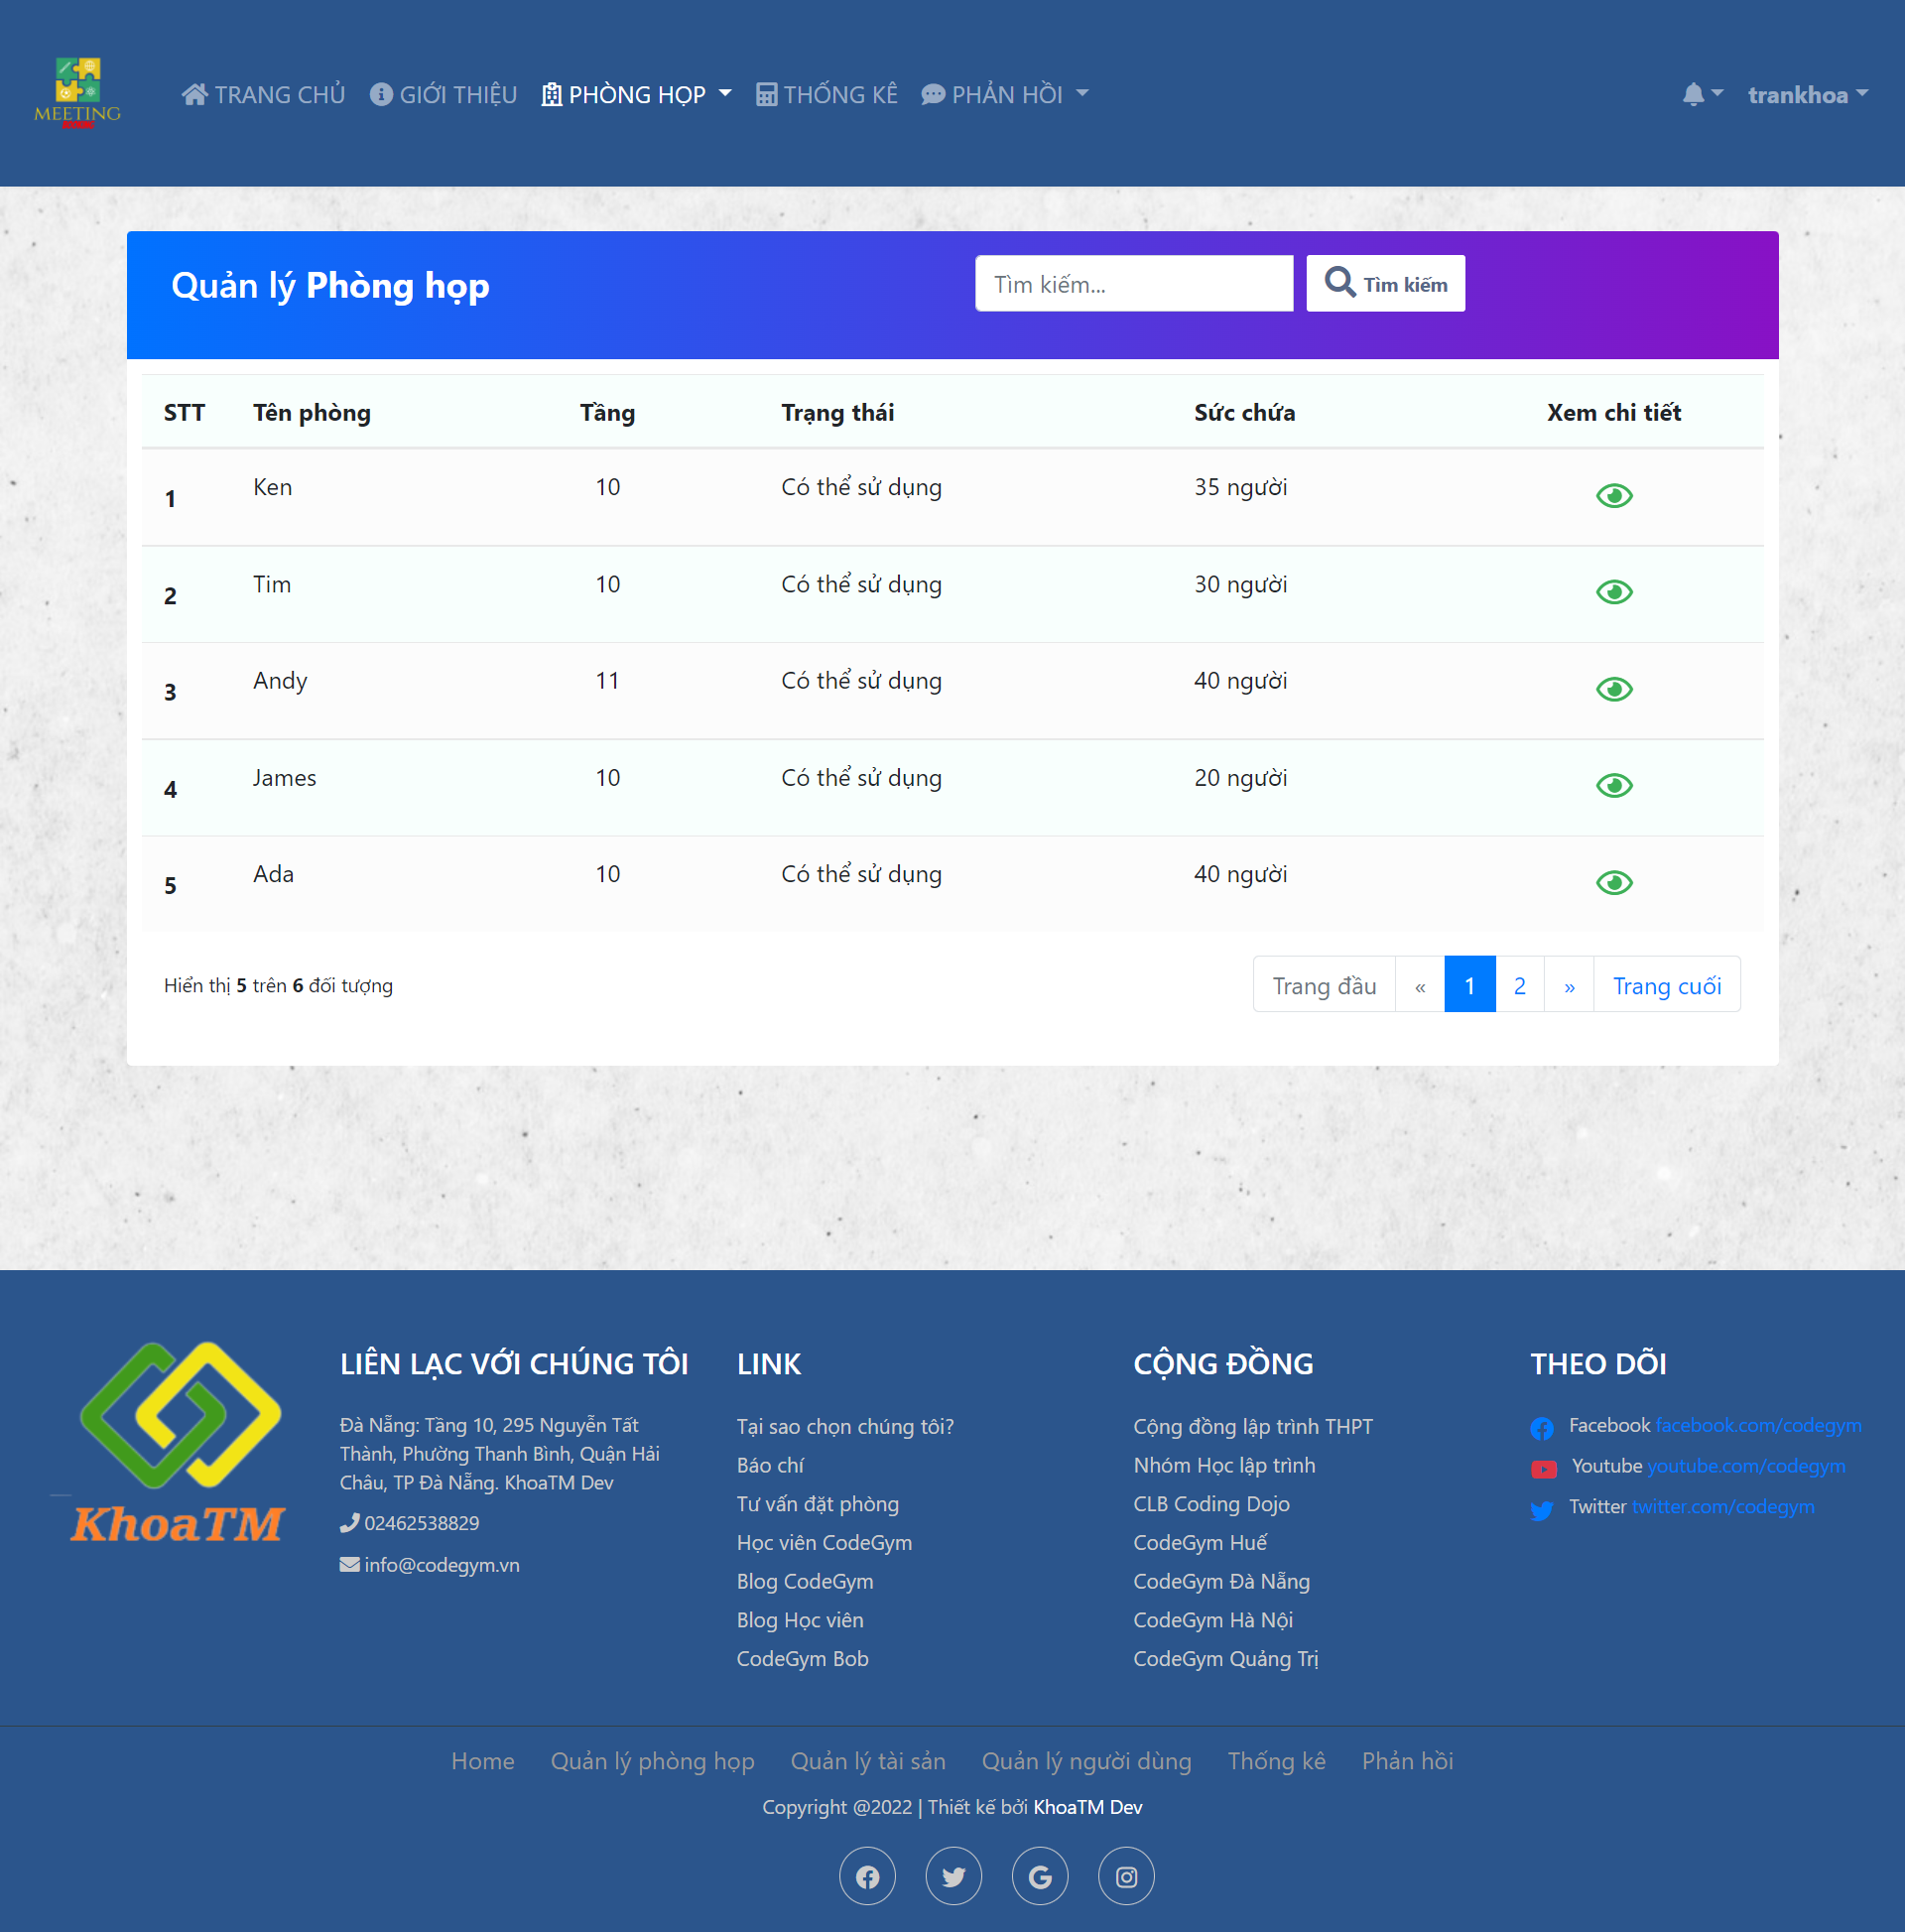 MEETING
TRANG CHỦ
GIỚI THIỆU
PHÒNG HỌP
THỐNG KÊ
PHẢN HỒI
trankhoa
Quản lý Phòng họp
Tìm kiếm...
Tìm kiếm
STT Tên phòng Tầng Trạng thái Sức chứa Xem chi tiết
1 Ken 10 Có thể sử dụng 35 người
2 Tim 10 Có thể sử dụng 30 người
3 Andy 11 Có thể sử dụng 40 người
4 James 10 Có thể sử dụng 20 người
5 Ada 10 Có thể sử dụng 40 người
Hiển thị 5 trên 6 đối tượng
Trang đầu « 1 2 » Trang cuối
KhoaTM
LIÊN LẠC VỚI CHÚNG TÔI
Đà Nẵng: Tầng 10, 295 Nguyễn Tất
Thành, Phường Thanh Bình, Quận Hải
Châu, TP Đà Nẵng. KhoaTM Dev
02462538829
info@codegym.vn
LINK
Tại sao chọn chúng tôi?
Báo chí
Tư vấn đặt phòng
Học viên CodeGym
Blog CodeGym
Blog Học viên
CodeGym Bob
CỘNG ĐỒNG
Cộng đồng lập trình THPT
Nhóm Học lập trình
CLB Coding Dojo
CodeGym Huế
CodeGym Đà Nẵng
CodeGym Hà Nội
CodeGym Quảng Trị
THEO DÕI
Facebook facebook.com/codegym
Youtube youtube.com/codegym
Twitter twitter.com/codegym
Home Quản lý phòng họp Quản lý tài sản Quản lý người dùng Thống kê Phản hồi
Copyright @2022 | Thiết kế bởi KhoaTM Dev